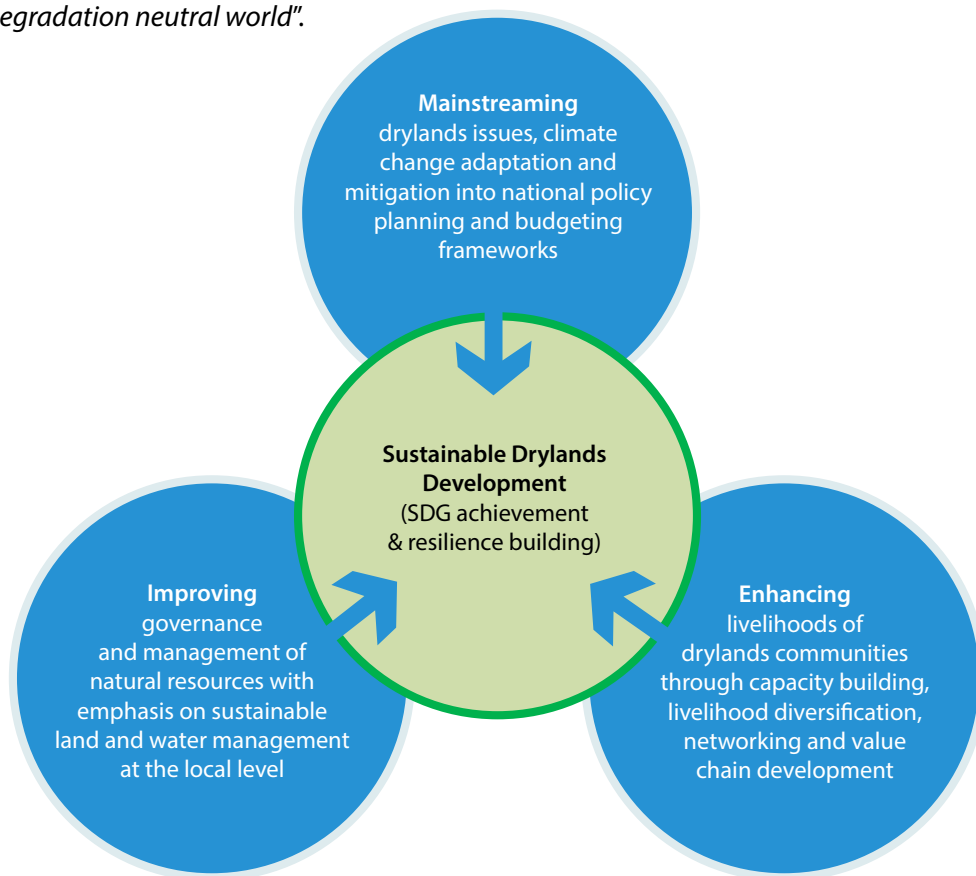 egradation neutral world".
Mainstreaming
drylands issues, climate
change adaptation and
mitigation into national policy
planning and budgeting
frameworks
Sustainable Drylands
Development
(SDG achievement
& resilience building)
Improving
governance
and management of
natural resources with
emphasis on sustainable
land and water management
at the local level
Enhancing
livelihoods of
drylands communities
through capacity building,
livelihood diversification,
networking and value
chain development